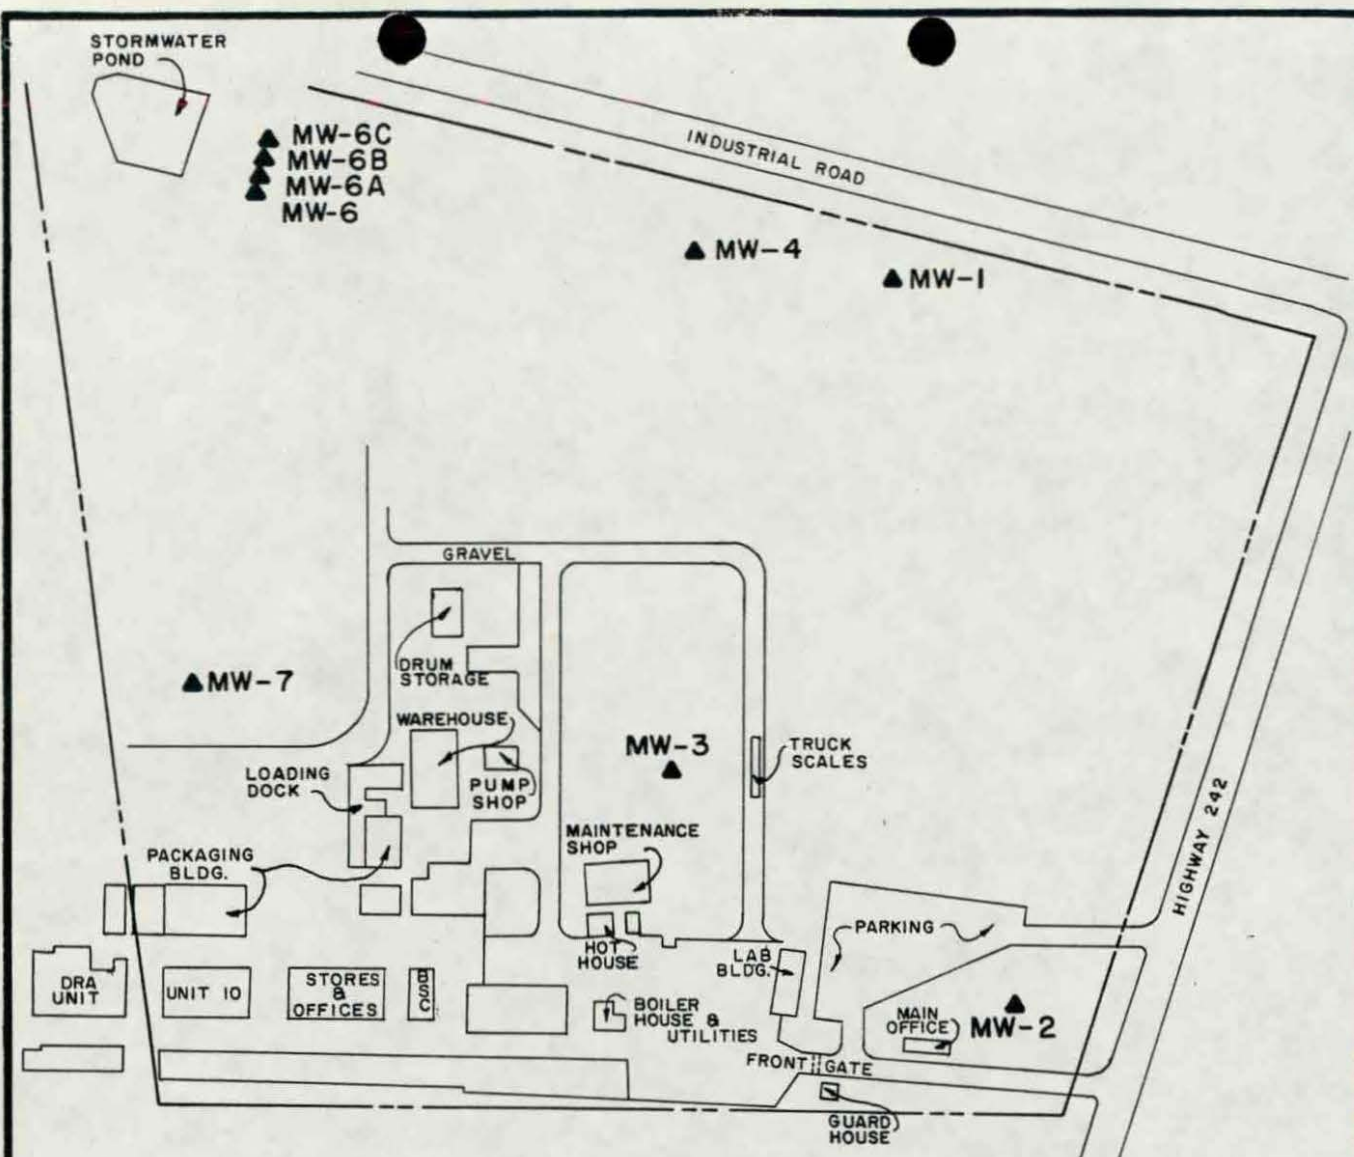 STORMWATER
POND
MW-6C
MW-6B
MW-6A
MW-6
INDUSTRIAL ROAD
MW-4
MW-1
GRAVEL
DRUM
STORAGE
MW-7
WAREHOUSE
MW-3
TRUCK
SCALES
LOADING
DOCK
PUMP
SHOP
HIGHWAY 242
MAINTENANCE
SHOP
PACKAGING
BLDG.
PARKING
HOT
HOUSE
LAB
BLDG.
DRA
UNIT
UNIT 10
STORES
&
OFFICES
BSC
BOILER
HOUSE &
UTILITIES
MAIN
OFFICE
MW-2
FRONT GATE
GUARD
HOUSE